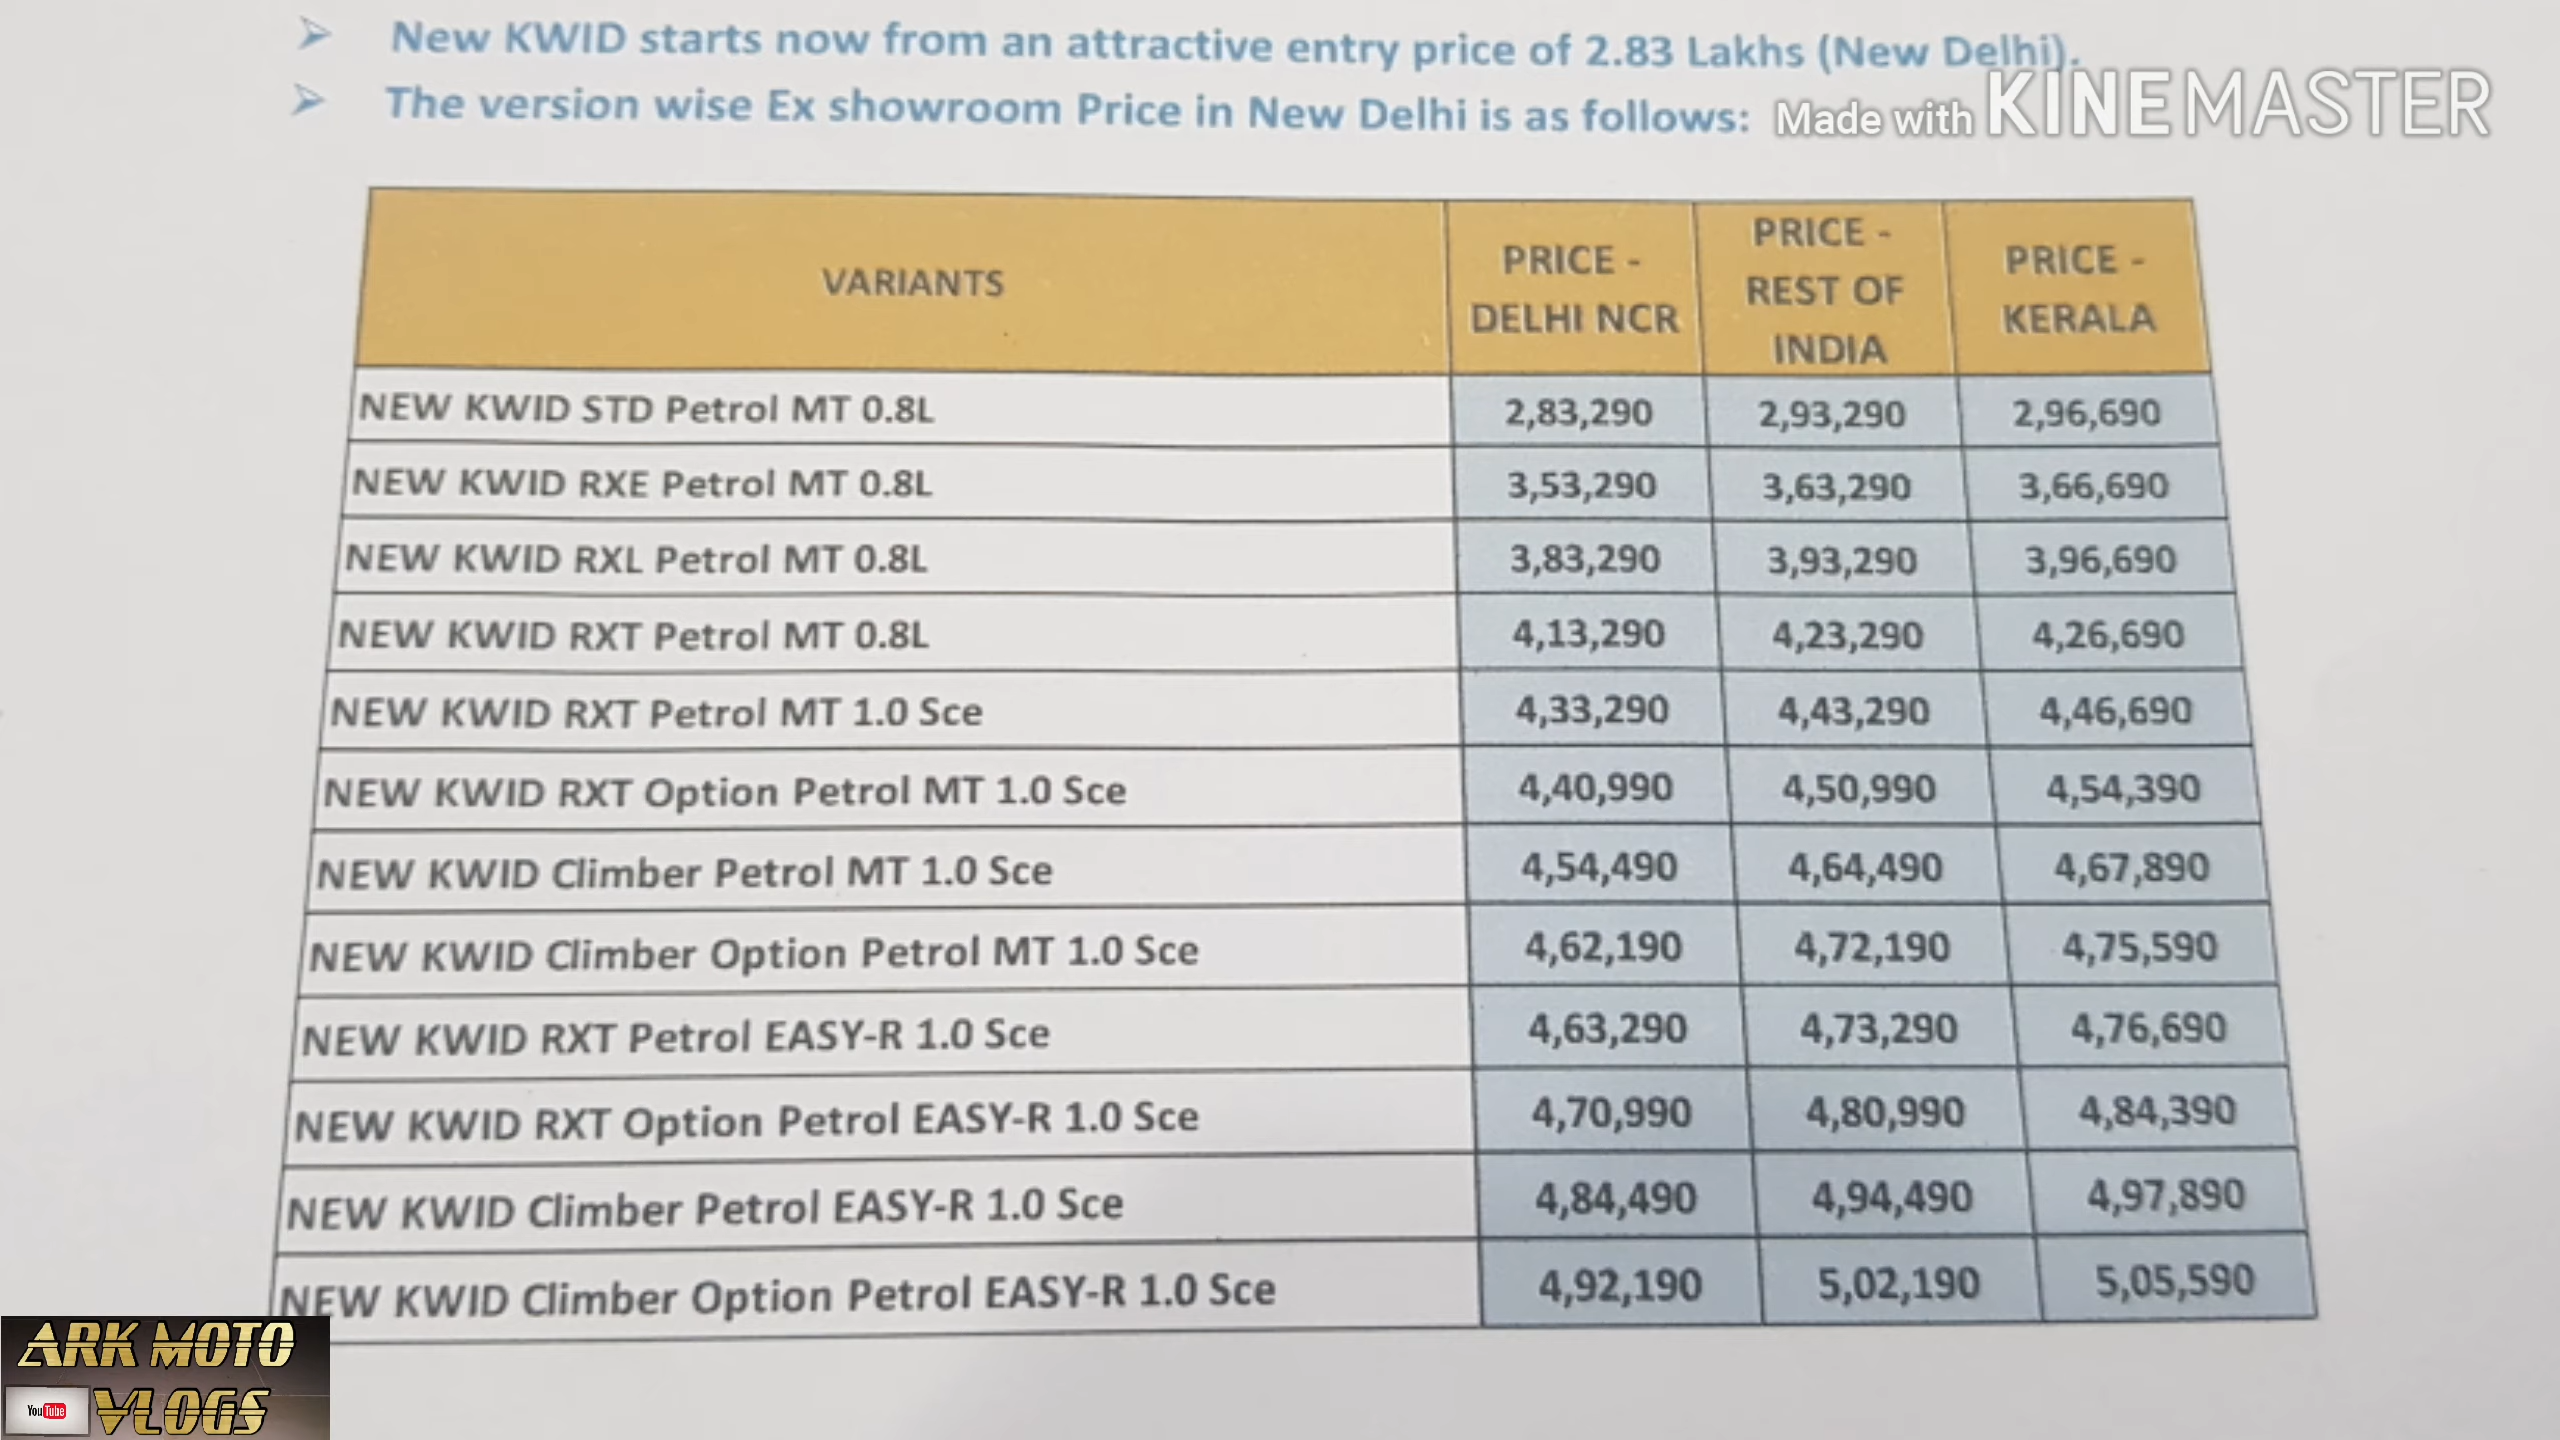 ➢ New KWID starts now from an attractive entry price of 2.83 Lakhs (New Delhi).
➢ The version wise Ex showroom Price in New Delhi is as follows:
Made with KINEMASTER
VARIANTS PRICE - DELHI NCR PRICE - REST OF INDIA PRICE - KERALA
NEW KWID STD Petrol MT 0.8L 2,83,290 2,93,290 2,96,690
NEW KWID RXE Petrol MT 0.8L 3,53,290 3,63,290 3,66,690
NEW KWID RXL Petrol MT 0.8L 3,83,290 3,93,290 3,96,690
NEW KWID RXT Petrol MT 0.8L 4,13,290 4,23,290 4,26,690
NEW KWID RXT Petrol MT 1.0 Sce 4,33,290 4,43,290 4,46,690
NEW KWID RXT Option Petrol MT 1.0 Sce 4,40,990 4,50,990 4,54,390
NEW KWID Climber Petrol MT 1.0 Sce 4,54,490 4,64,490 4,67,890
NEW KWID Climber Option Petrol MT 1.0 Sce 4,62,190 4,72,190 4,75,590
NEW KWID RXT Petrol EASY-R 1.0 Sce 4,63,290 4,73,290 4,76,690
NEW KWID RXT Option Petrol EASY-R 1.0 Sce 4,70,990 4,80,990 4,84,390
NEW KWID Climber Petrol EASY-R 1.0 Sce 4,84,490 4,94,490 4,97,890
NEW KWID Climber Option Petrol EASY-R 1.0 Sce 4,92,190 5,02,190 5,05,590
ARK MOTO
YouTube VLOGS